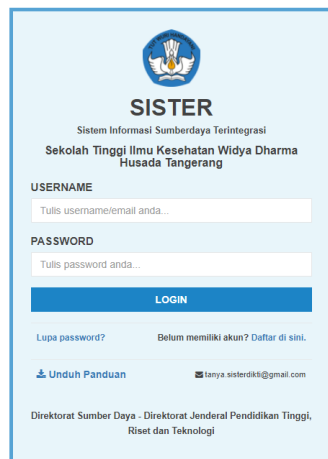 SISTER
Sistem Informasi Sumberdaya Terintegrasi
Sekolah Tinggi Ilmu Kesehatan Widya Dharma
Husada Tangerang
USERNAME
Tulis username/email anda...
PASSWORD
Tulis password anda...
LOGIN
Lupa password? Belum memiliki akun? Daftar di sini.
Unduh Panduan tanya.sisterdikti@gmail.com
Direktorat Sumber Daya - Direktorat Jenderal Pendidikan Tinggi,
Riset dan Teknologi